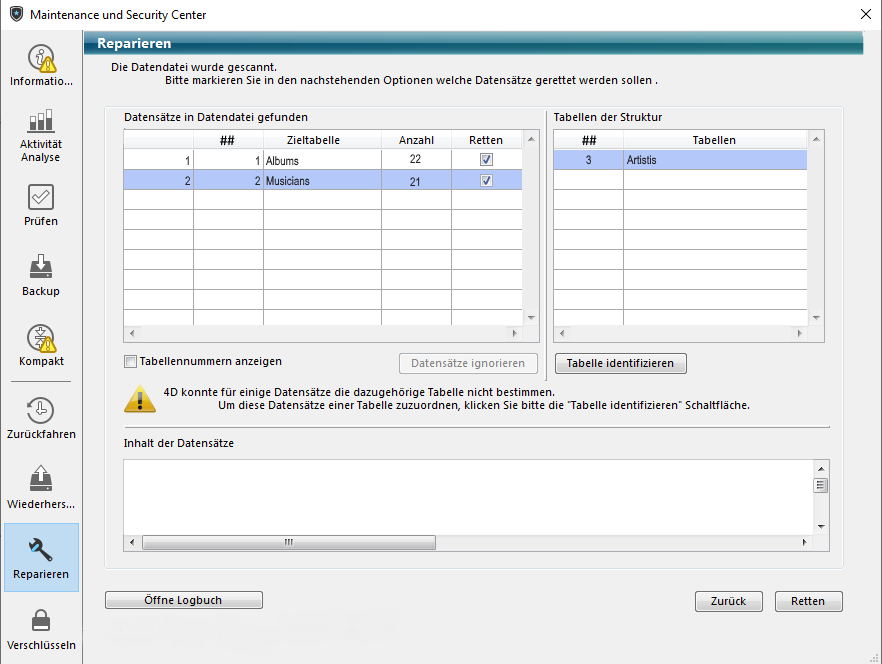 Maintenance und Security Center
Informatio...
Aktivität
Analyse
Prüfen
Backup
Kompakt
Zurückfahren
Wiederhers...
Reparieren
Verschlüsseln
Reparieren
Die Datendatei wurde gescannt.
Bitte markieren Sie in den nachstehenden Optionen welche Datensätze gerettet werden sollen .
Datensätze in Datendatei gefunden
## Zieltabelle Anzahl Retten
1 1 Albums 22
2 2 Musicians 21
Tabellennummern anzeigen
Datensätze ignorieren
Tabellen der Struktur
## Tabellen
3 Artistis
Tabelle identifizieren
4D konnte für einige Datensätze die dazugehörige Tabelle nicht bestimmen.
Um diese Datensätze einer Tabelle zuzuordnen, klicken Sie bitte die "Tabelle identifizieren" Schaltfläche.
Inhalt der Datensätze
Öffne Logbuch
Zurück
Retten